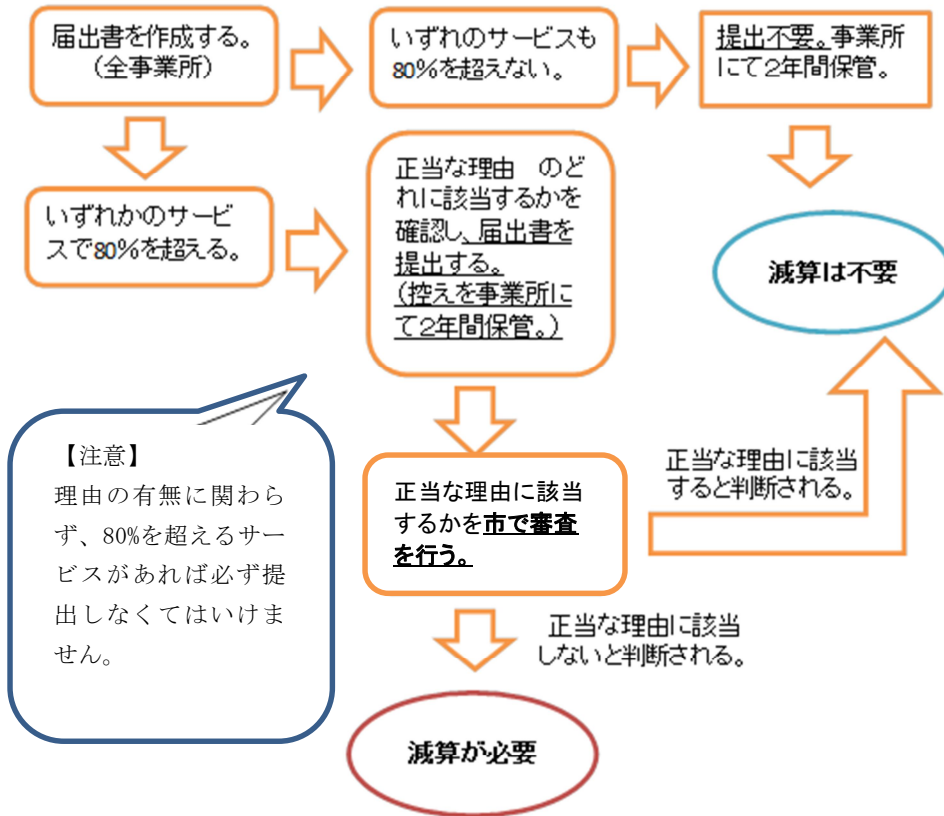 届出書を作成する。
（全事業所）
いずれのサービスも
80%を超えない。
提出不要。事業所
にて2年間保管。
いずれかのサービ
スで80%を超える。
正当な理由　のど
れに該当するかを
確認し、届出書を
提出する。
（控えを事業所に
て2年間保管。）
減算は不要
【注意】
理由の有無に関わら
ず、80%を超えるサー
ビスがあれば必ず提
出しなくてはいけま
せん。
正当な理由に該当
するかを市で審査
を行う。
正当な理由に該当
すると判断される。
正当な理由に該当
しないと判断される。
減算が必要